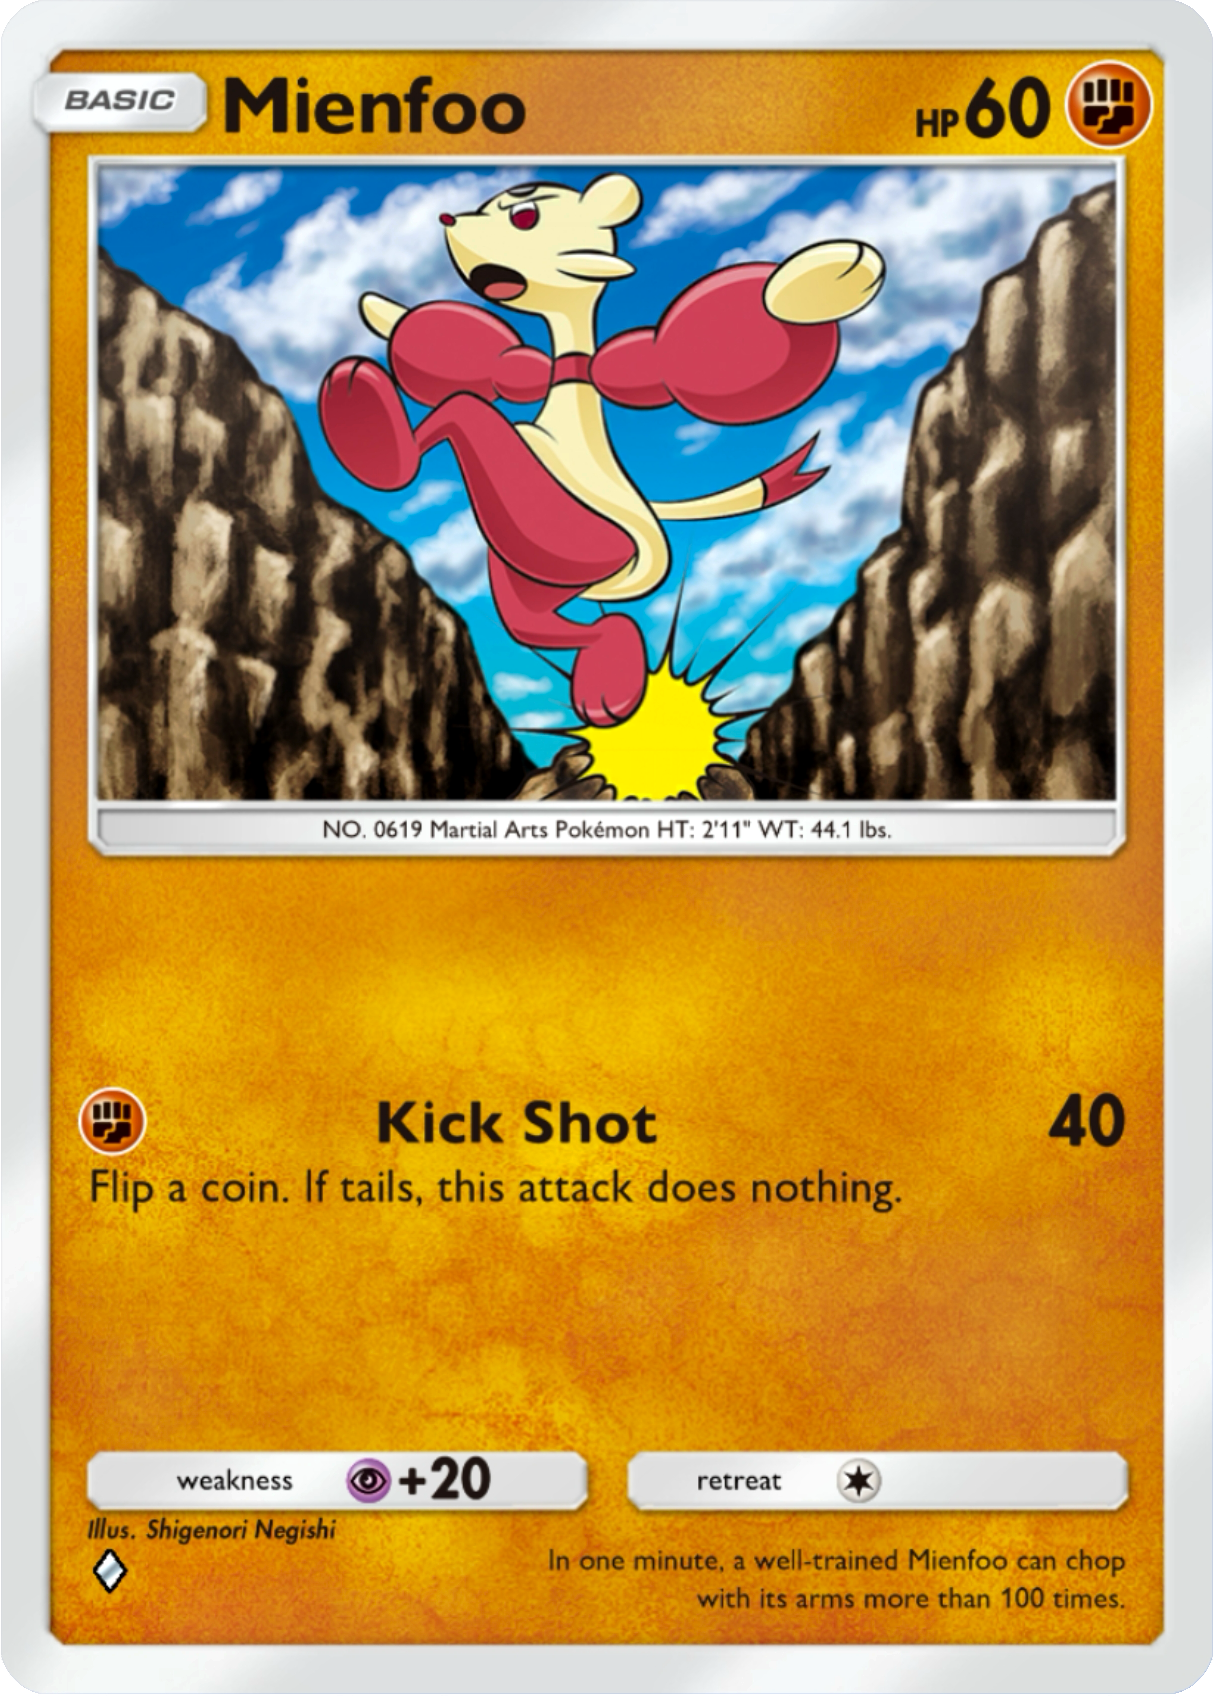 BASIC Mienfoo HP 60
NO. 0619 Martial Arts Pokémon HT: 2'11" WT: 44.1 lbs.
Kick Shot 40
Flip a coin. If tails, this attack does nothing.
weakness +20 retreat
Illus. Shigenori Negishi
In one minute, a well-trained Mienfoo can chop
with its arms more than 100 times.